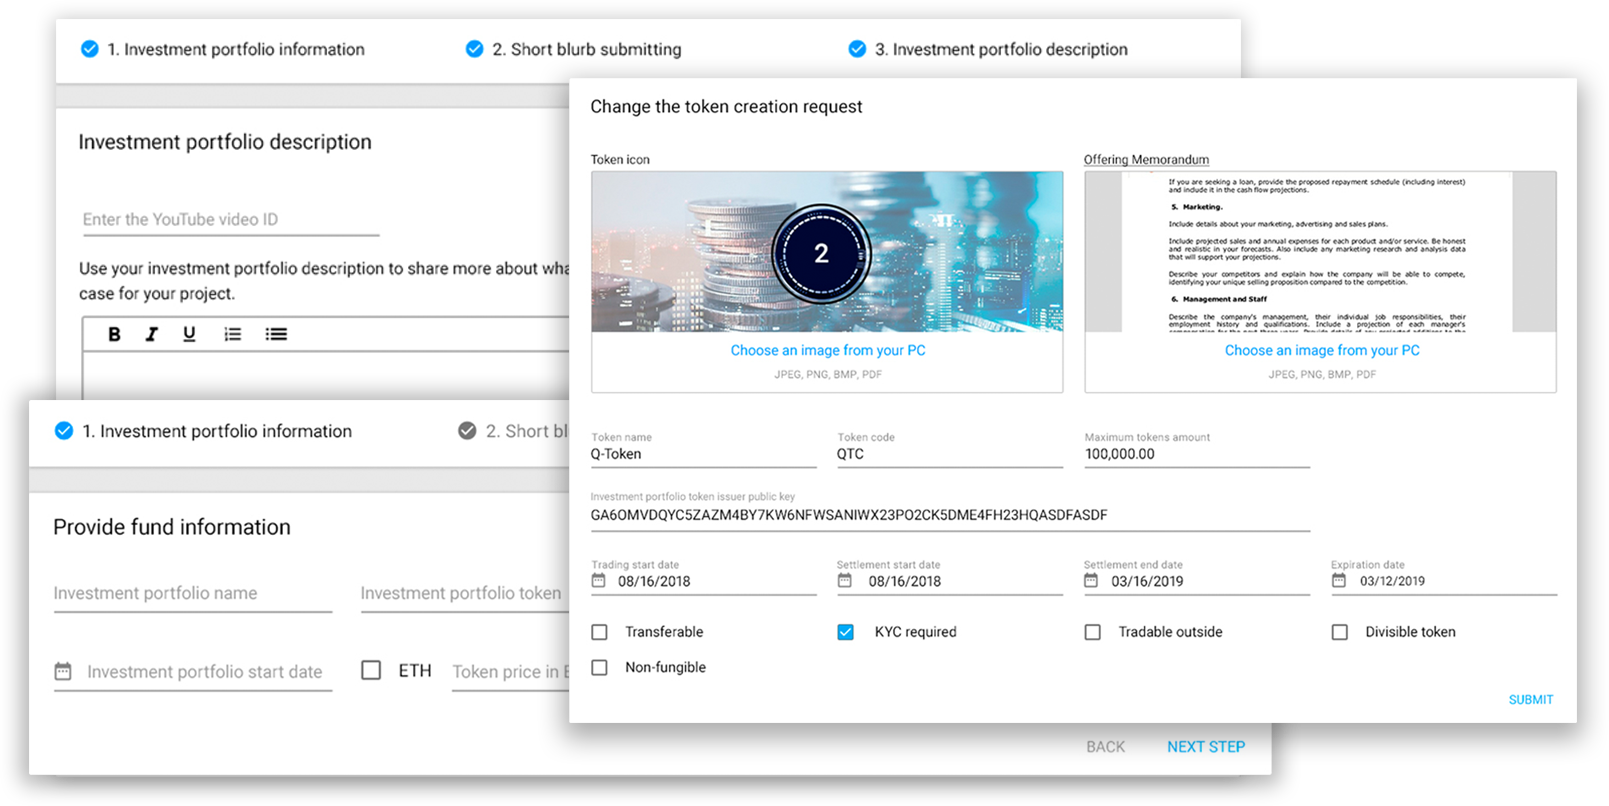 1. Investment portfolio information
2. Short blurb submitting
3. Investment portfolio description
Investment portfolio description
Enter the YouTube video ID
Use your investment portfolio description to share more about wha
case for your project.
B I U
1. Investment portfolio information
2. Short bl
Provide fund information
Investment portfolio name
Investment portfolio token
Investment portfolio start date
ETH
Token price in E
BACK
NEXT STEP
Change the token creation request
Token icon
2
Choose an image from your PC
JPEG, PNG, BMP, PDF
Offering Memorandum
If you are seeking a loan, provide the proposed repayment schedule (including interest)
and include it in the cash flow projections.
5. Marketing.
Include details about your marketing, advertising and sales plans.
Include projected sales and annual expenses for each product and/or service. Be honest
and realistic in your forecasts. Also include any marketing research and analysis data
that will support your projections.
Describe your competitors and explain how the company will be able to compete,
identifying your unique selling proposition compared to the competition.
6. Management and Staff
Describe the company's management, their individual job responsibilities, their
employment history and qualifications. Include a projection of each manager's
Choose an image from your PC
JPEG, PNG, BMP, PDF
Token name
Q-Token
Token code
QTC
Maximum tokens amount
100,000.00
Investment portfolio token issuer public key
GA6OMVDQYC5ZAZM4BY7KW6NFWSANIWX23PO2CK5DME4FH23HQASDFASDF
Trading start date
08/16/2018
Settlement start date
08/16/2018
Settlement end date
03/16/2019
Expiration date
03/12/2019
Transferable
KYC required
Tradable outside
Divisible token
Non-fungible
SUBMIT